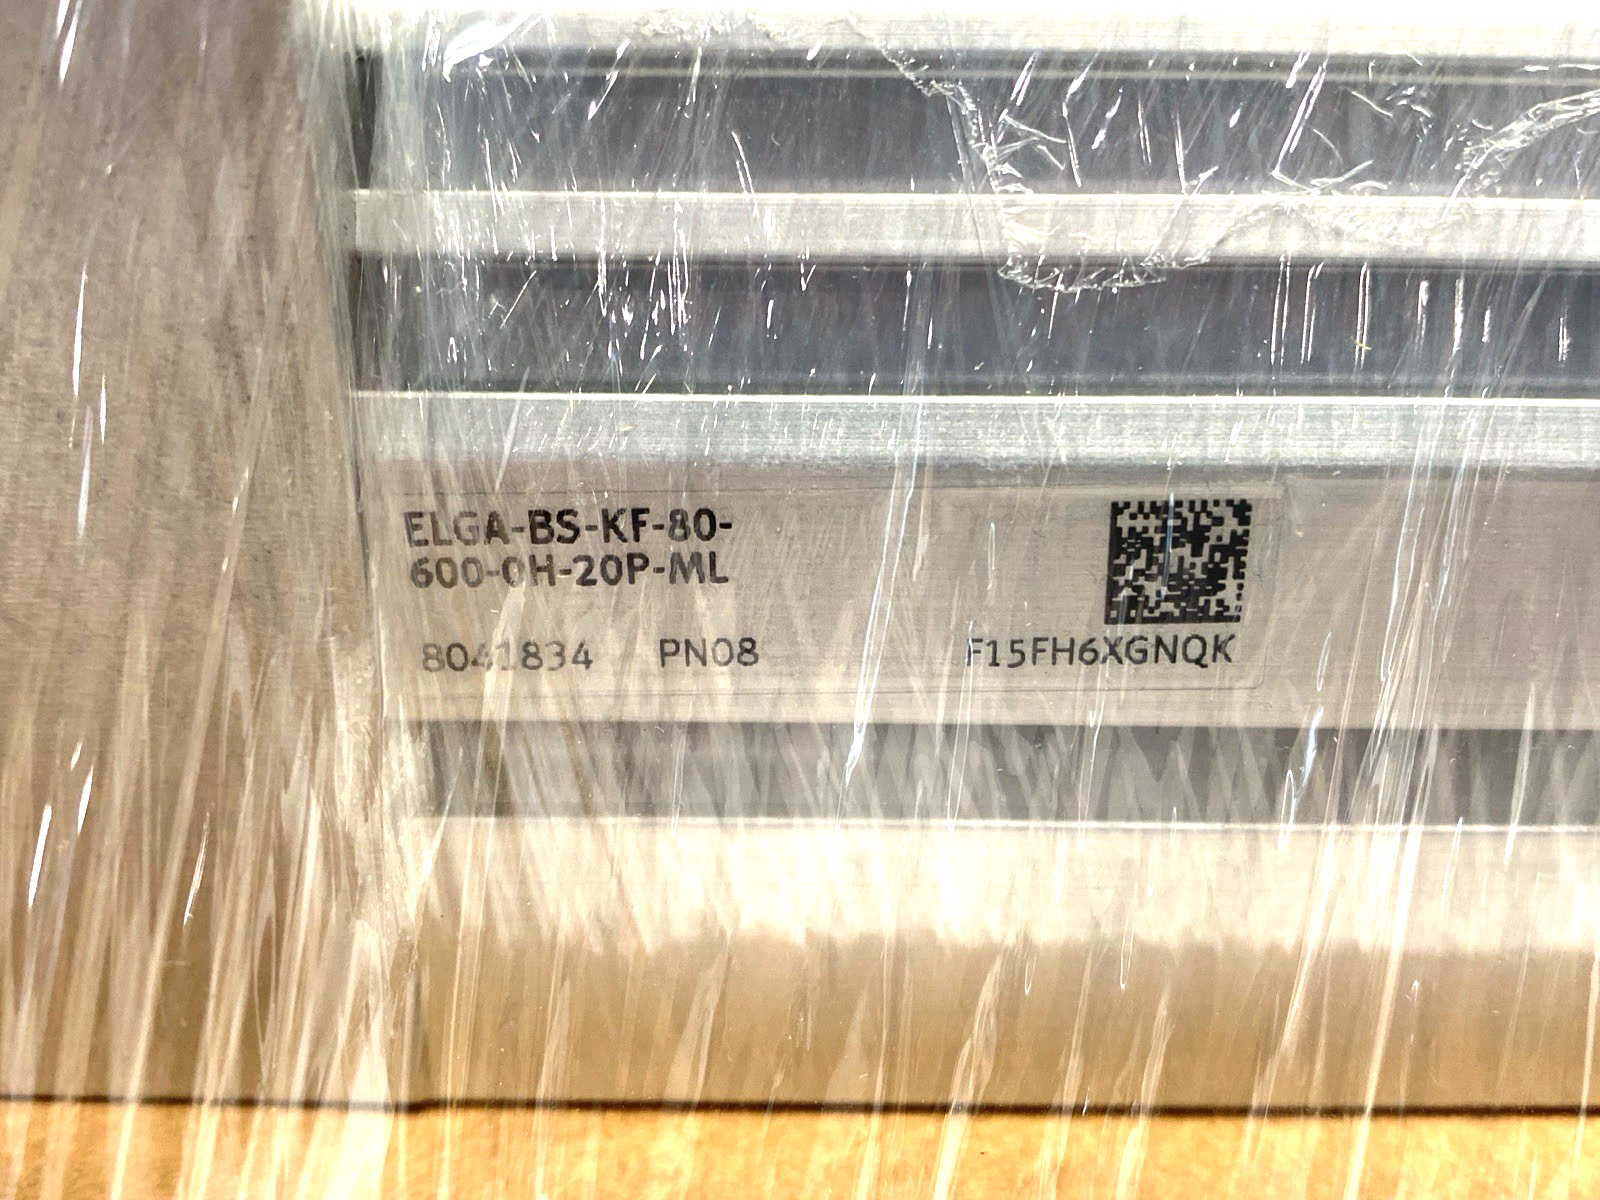 ELGA-BS-KF-80-
600-0H-20P-ML
8041834 PN08 F15FH6XGNQK